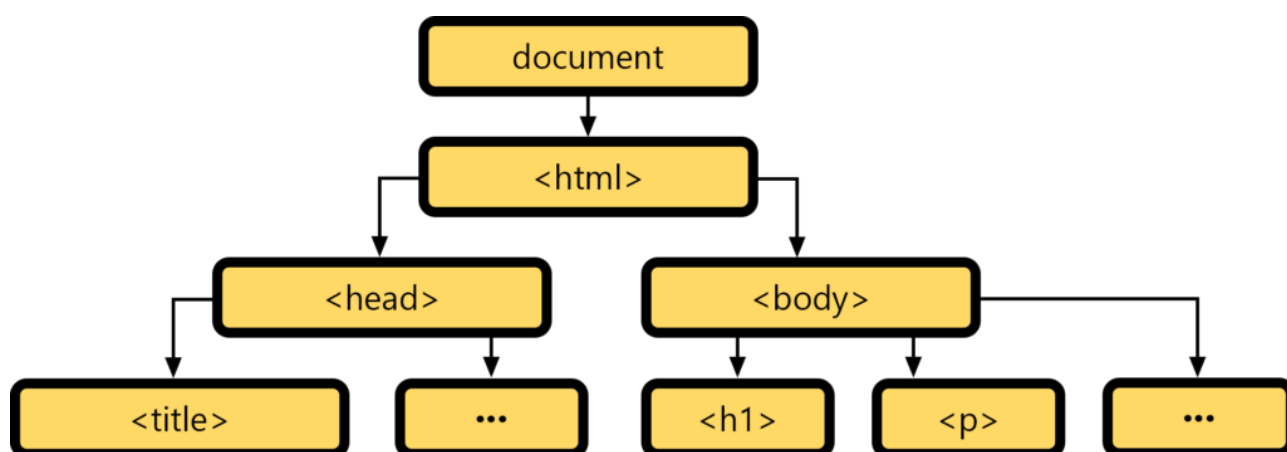 document
<html>
<head>
<body>
<title>
•••
<h1>
<p>
•••